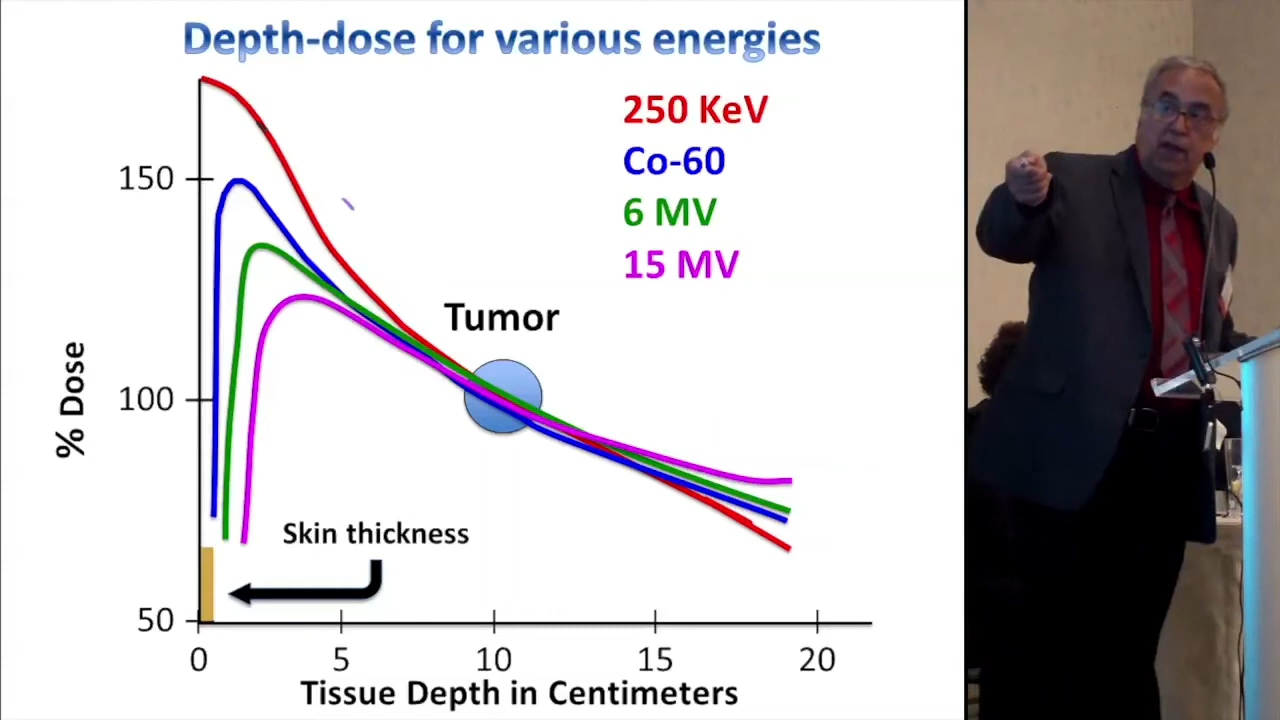 Depth-dose for various energies
250 KeV
Co-60
6 MV
15 MV
Tumor
% Dose
150
100
50
Skin thickness
0 5 10 15 20
Tissue Depth in Centimeters